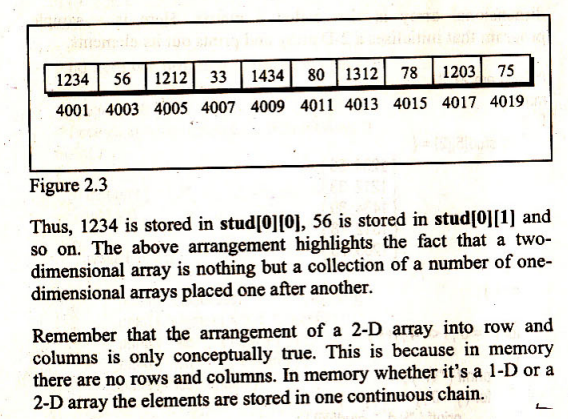 1234 56 1212 33 1434 80 1312 78 1203 75
4001 4003 4005 4007 4009 4011 4013 4015 4017 4019
Figure 2.3
Thus, 1234 is stored in stud[0][0], 56 is stored in stud[0][1] and
so on. The above arrangement highlights the fact that a two-
dimensional array is nothing but a collection of a number of one-
dimensional arrays placed one after another.
Remember that the arrangement of a 2-D array into row and
columns is only conceptually true. This is because in memory
there are no rows and columns. In memory whether it's a 1-D or a
2-D array the elements are stored in one continuous chain.